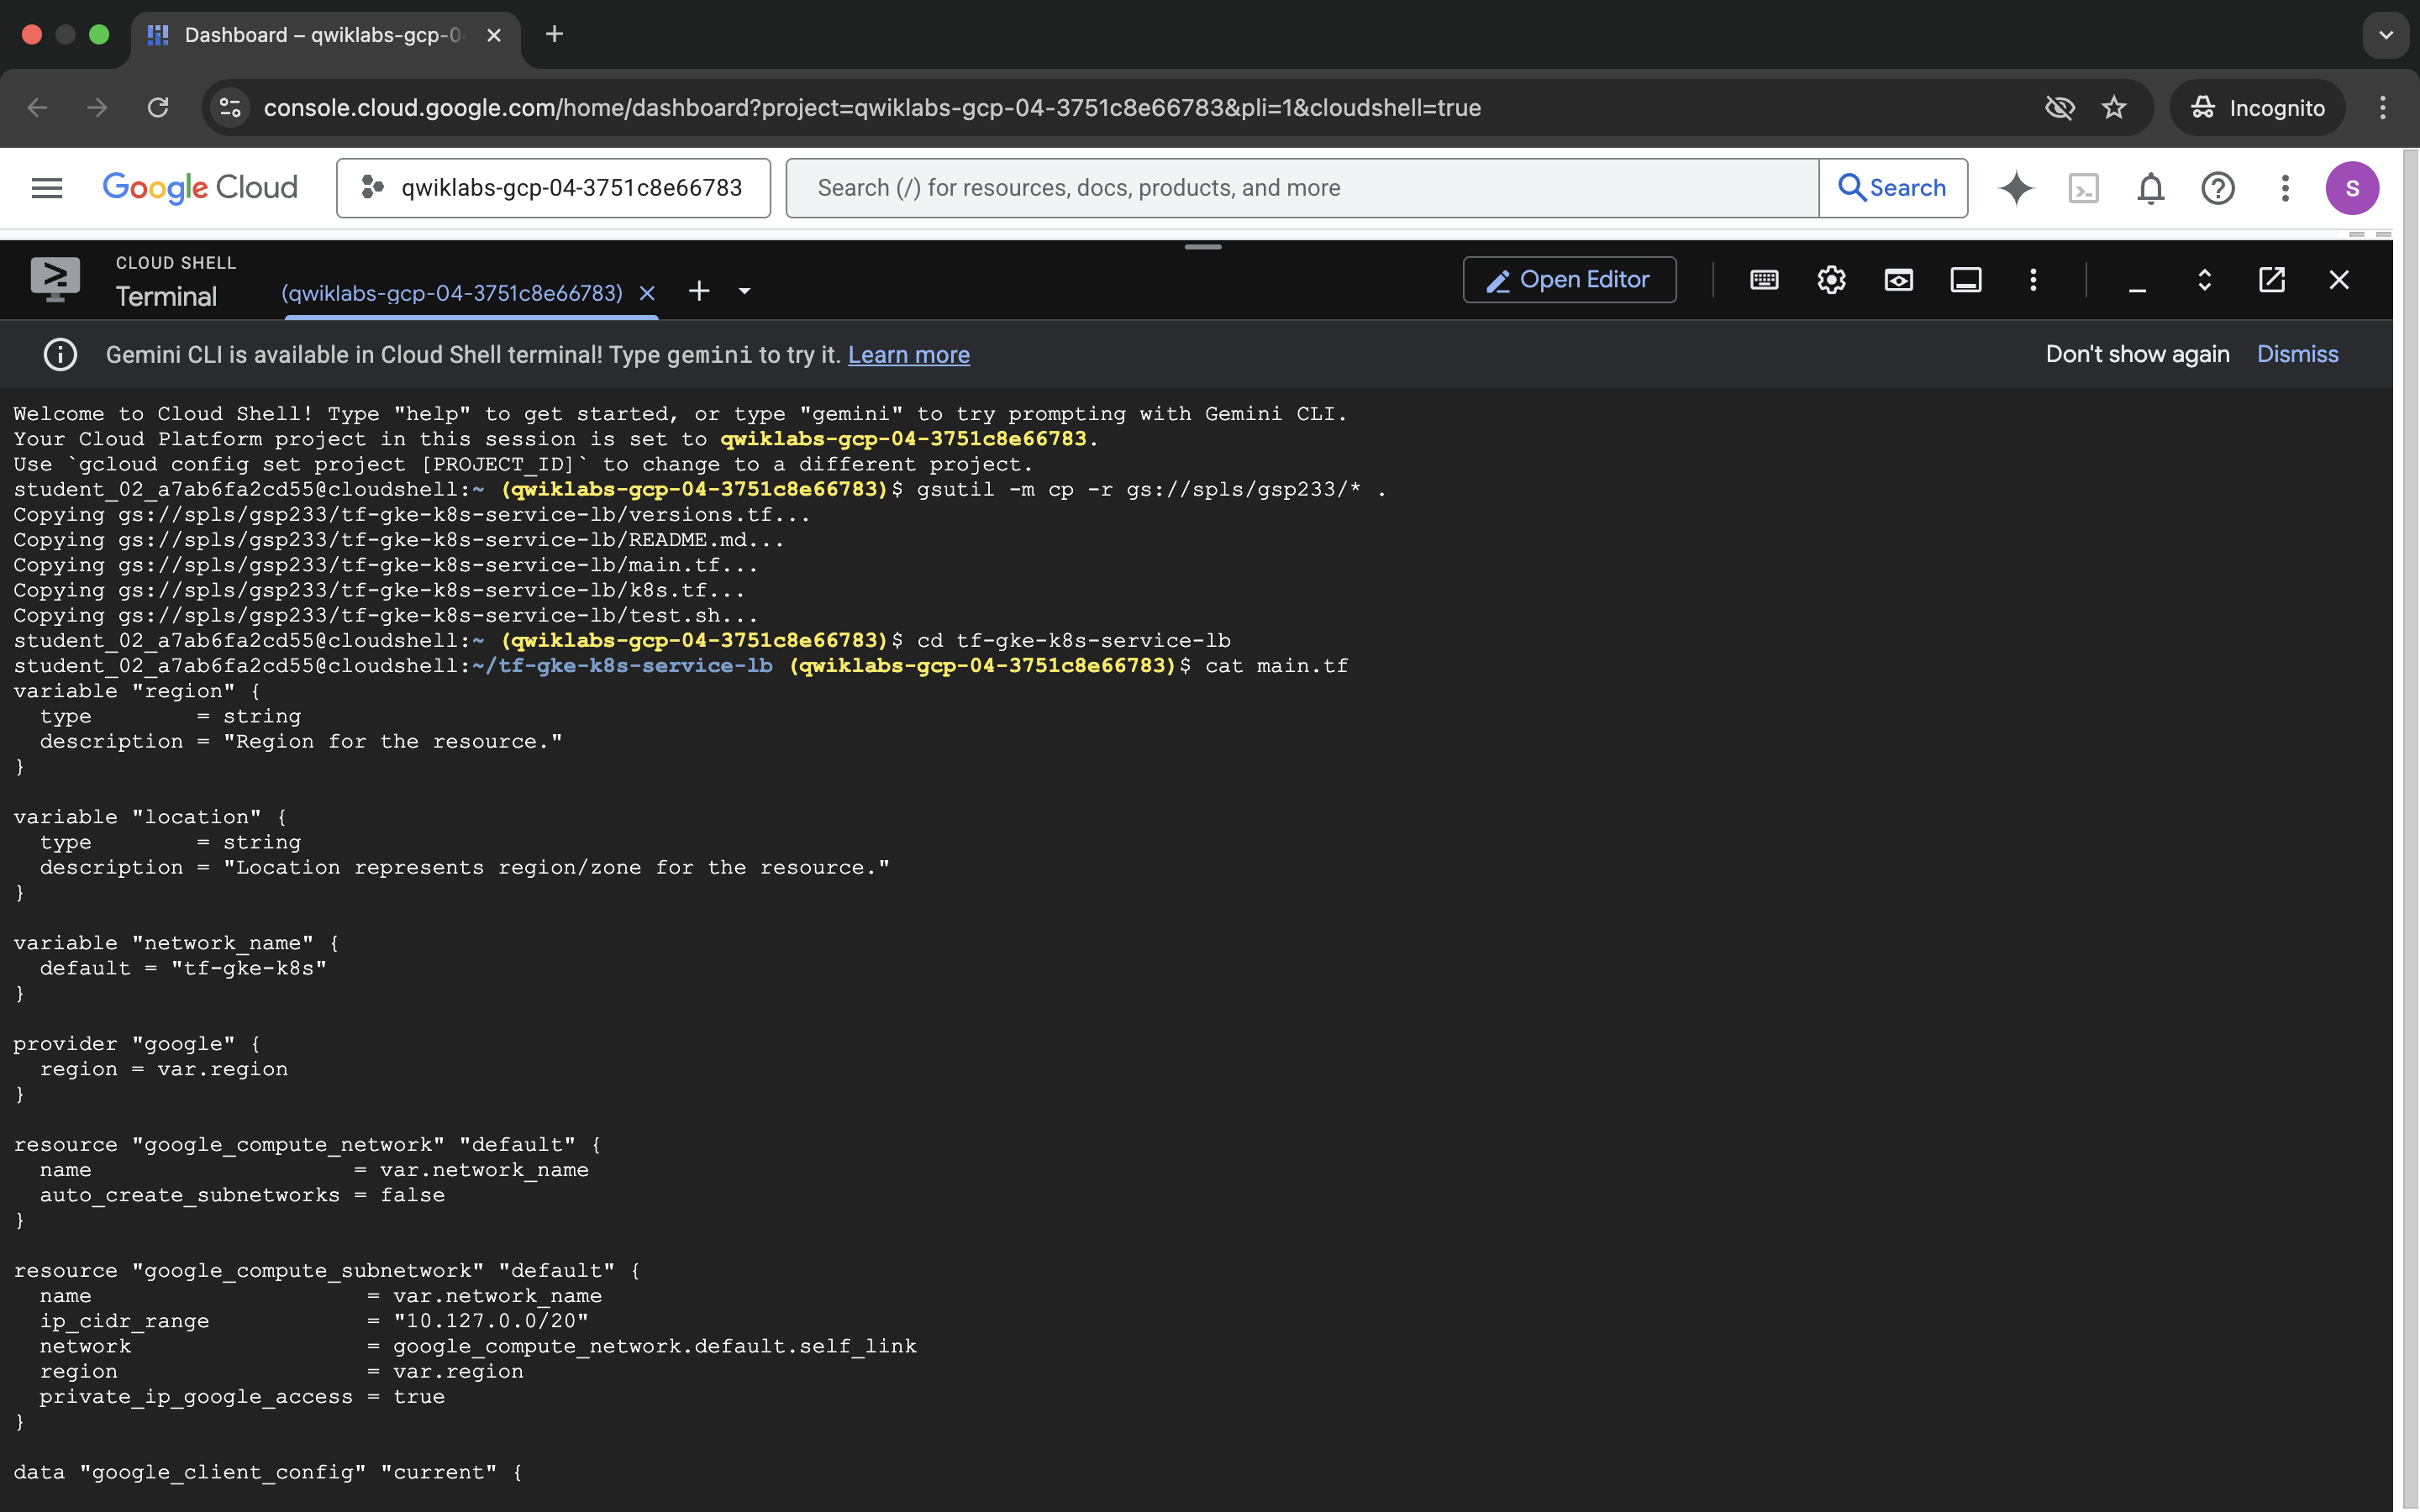 Dashboard – qwiklabs-gcp-0
console.cloud.google.com/home/dashboard?project=qwiklabs-gcp-04-3751c8e66783&pli=1&cloudshell=true
Incognito
Google Cloud
qwiklabs-gcp-04-3751c8e66783
Search (/) for resources, docs, products, and more
Search
S
CLOUD SHELL
Terminal
(qwiklabs-gcp-04-3751c8e66783)
Open Editor
Gemini CLI is available in Cloud Shell terminal! Type gemini to try it. Learn more
Don't show again
Dismiss
Welcome to Cloud Shell! Type "help" to get started, or type "gemini" to try prompting with Gemini CLI.
Your Cloud Platform project in this session is set to qwiklabs-gcp-04-3751c8e66783.
Use `gcloud config set project [PROJECT_ID]` to change to a different project.
student_02_a7ab6fa2cd55@cloudshell:~ (qwiklabs-gcp-04-3751c8e66783)$ gsutil -m cp -r gs://spls/gsp233/* .
Copying gs://spls/gsp233/tf-gke-k8s-service-lb/versions.tf...
Copying gs://spls/gsp233/tf-gke-k8s-service-lb/README.md...
Copying gs://spls/gsp233/tf-gke-k8s-service-lb/main.tf...
Copying gs://spls/gsp233/tf-gke-k8s-service-lb/k8s.tf...
Copying gs://spls/gsp233/tf-gke-k8s-service-lb/test.sh...
student_02_a7ab6fa2cd55@cloudshell:~ (qwiklabs-gcp-04-3751c8e66783)$ cd tf-gke-k8s-service-lb
student_02_a7ab6fa2cd55@cloudshell:~/tf-gke-k8s-service-lb (qwiklabs-gcp-04-3751c8e66783)$ cat main.tf
variable "region" {
  type        = string
  description = "Region for the resource."
}

variable "location" {
  type        = string
  description = "Location represents region/zone for the resource."
}

variable "network_name" {
  default = "tf-gke-k8s"
}

provider "google" {
  region = var.region
}

resource "google_compute_network" "default" {
  name                    = var.network_name
  auto_create_subnetworks = false
}

resource "google_compute_subnetwork" "default" {
  name                     = var.network_name
  ip_cidr_range            = "10.127.0.0/20"
  network                  = google_compute_network.default.self_link
  region                   = var.region
  private_ip_google_access = true
}

data "google_client_config" "current" {